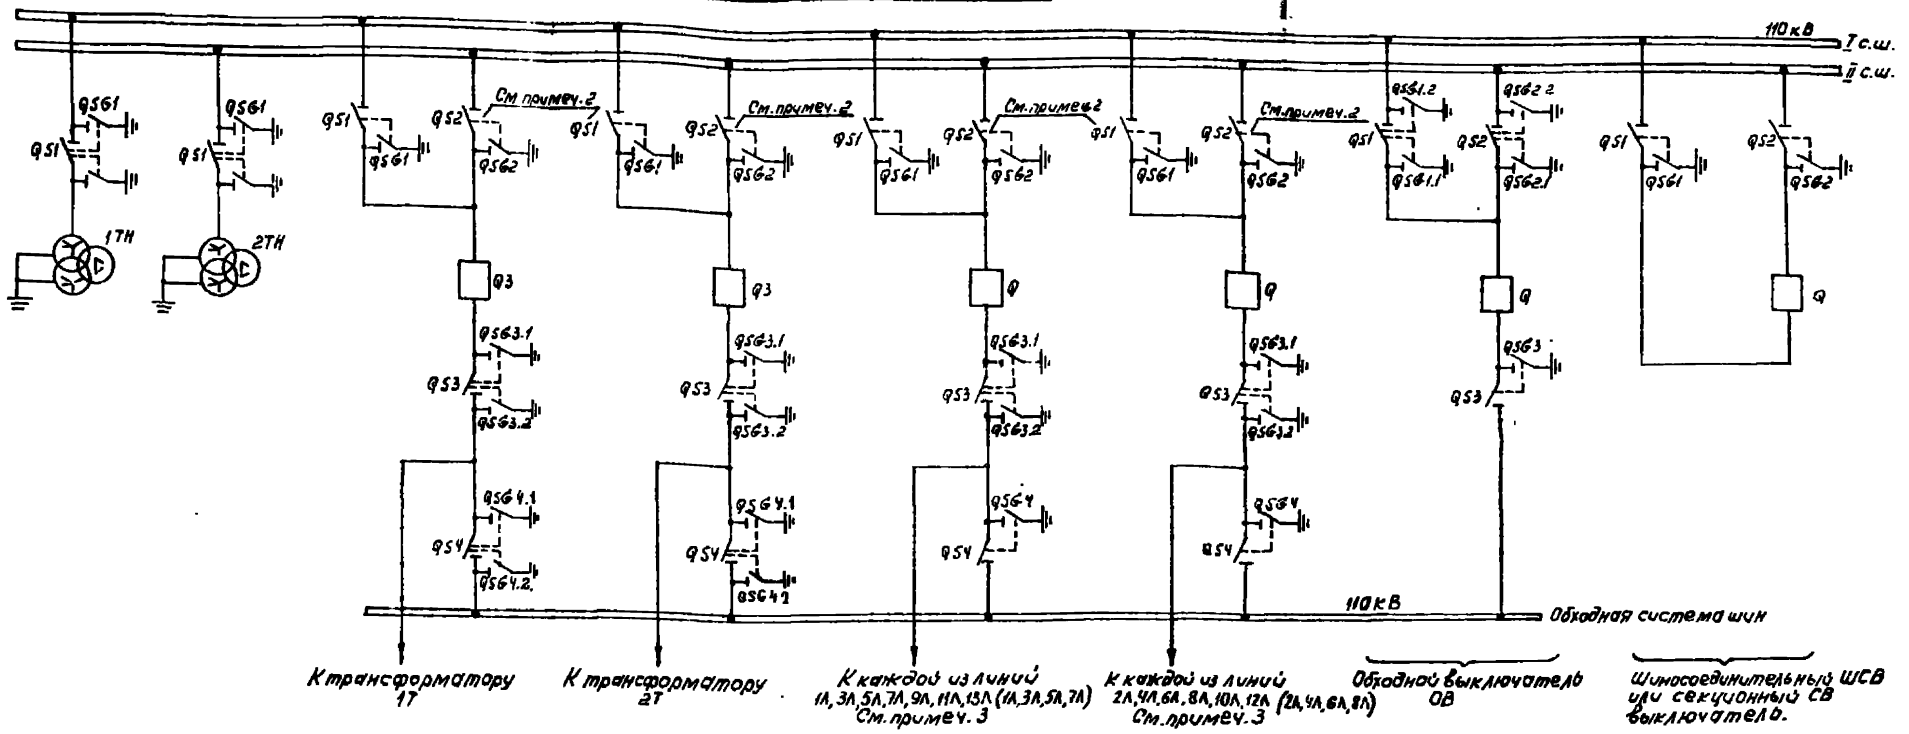 110 кВ
I с.ш.
II с.ш.
QSG1
QS1
1ТН
QSG1
QS1
2ТН
QS1
QSG1
QS2
См.примеч.2
QSG2
QS1
QSG1
QS2
См.примеч.2
QSG2
QS1
QSG1
QS2
См.примеч.2
QSG2
QS1
QSG1
QS2
См.примеч.2
QSG2
QSG1.2
QS1
QSG1.1
QSG2.2
QS2
QSG2.1
QS1
QSG1
QS2
QSG2
Q3
Q3
Q
Q
Q
Q
QSG3.1
QS3
QSG3.2
QSG3.1
QS3
QSG3.2
QSG3.1
QS3
QSG3.2
QSG3.1
QS3
QSG3.2
QSG3
QS3
QSG4.1
QS4
QSG4.2
QSG4.1
QS4
QSG4.2
QSG4
QS4
QSG4
QS4
110 кВ
Обходная система шин
К трансформатору
1Т
К трансформатору
2Т
К каждой из линий
1Л,3Л,5Л,7Л,9Л,11Л,13Л (1Л,3Л,5Л,7Л)
См.примеч.3
К каждой из линий
2Л,4Л,6Л,8Л,10Л,12Л (2Л,4Л,6Л,8Л)
См.примеч.3
Обходной выключатель
ОВ
Шиносоединительный ШСВ
или секционный СВ
выключатель.